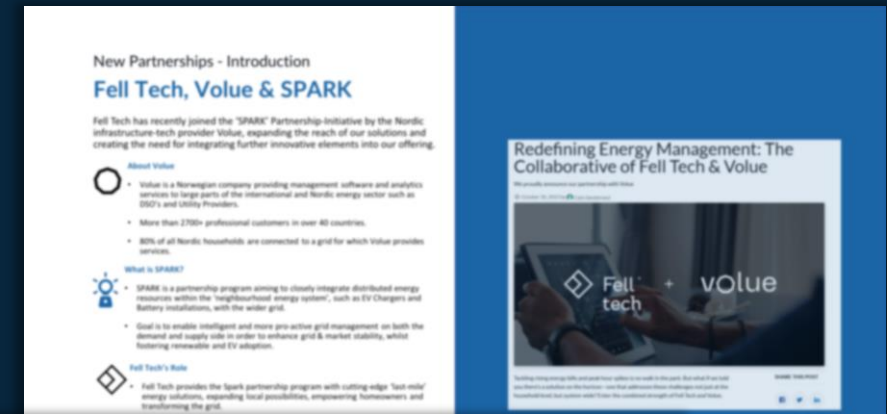 New Partnerships - Introduction
Fell Tech, Volue & SPARK
Fell Tech has recently joined the 'SPARK' Partnership-Initiative by the Nordic
infrastructure-tech provider Volue, expanding the reach of our solutions and
creating the need for integrating further innovative elements into our offering.
About Volue
• Volue is a Norwegian company providing management software and analytics
services to large parts of the international and Nordic energy sector such as
DSO's and Utility Providers.
• More than 2700+ professional customers in over 40 countries.
• 80% of all Nordic households are connected to a grid for which Volue provides
services.
What is SPARK?
• SPARK is a partnership program aiming to closely integrate distributed energy
resources within the 'neighbourhood energy system', such as EV Chargers and
Battery installations, with the wider grid.
• Goal is to enable intelligent and more pro-active grid management on both the
demand and supply side in order to enhance grid & market stability, whilst
fostering renewable and EV adoption.
Fell Tech's Role
• Fell Tech provides the Spark partnership program with cutting-edge 'last-mile'
energy solutions, expanding local possibilities, empowering homeowners and
transforming the grid.
Redefining Energy Management: The
Collaborative of Fell Tech & Volue
We proudly announce our partnership with Volue
Fell tech + volue
SHARE THIS POST